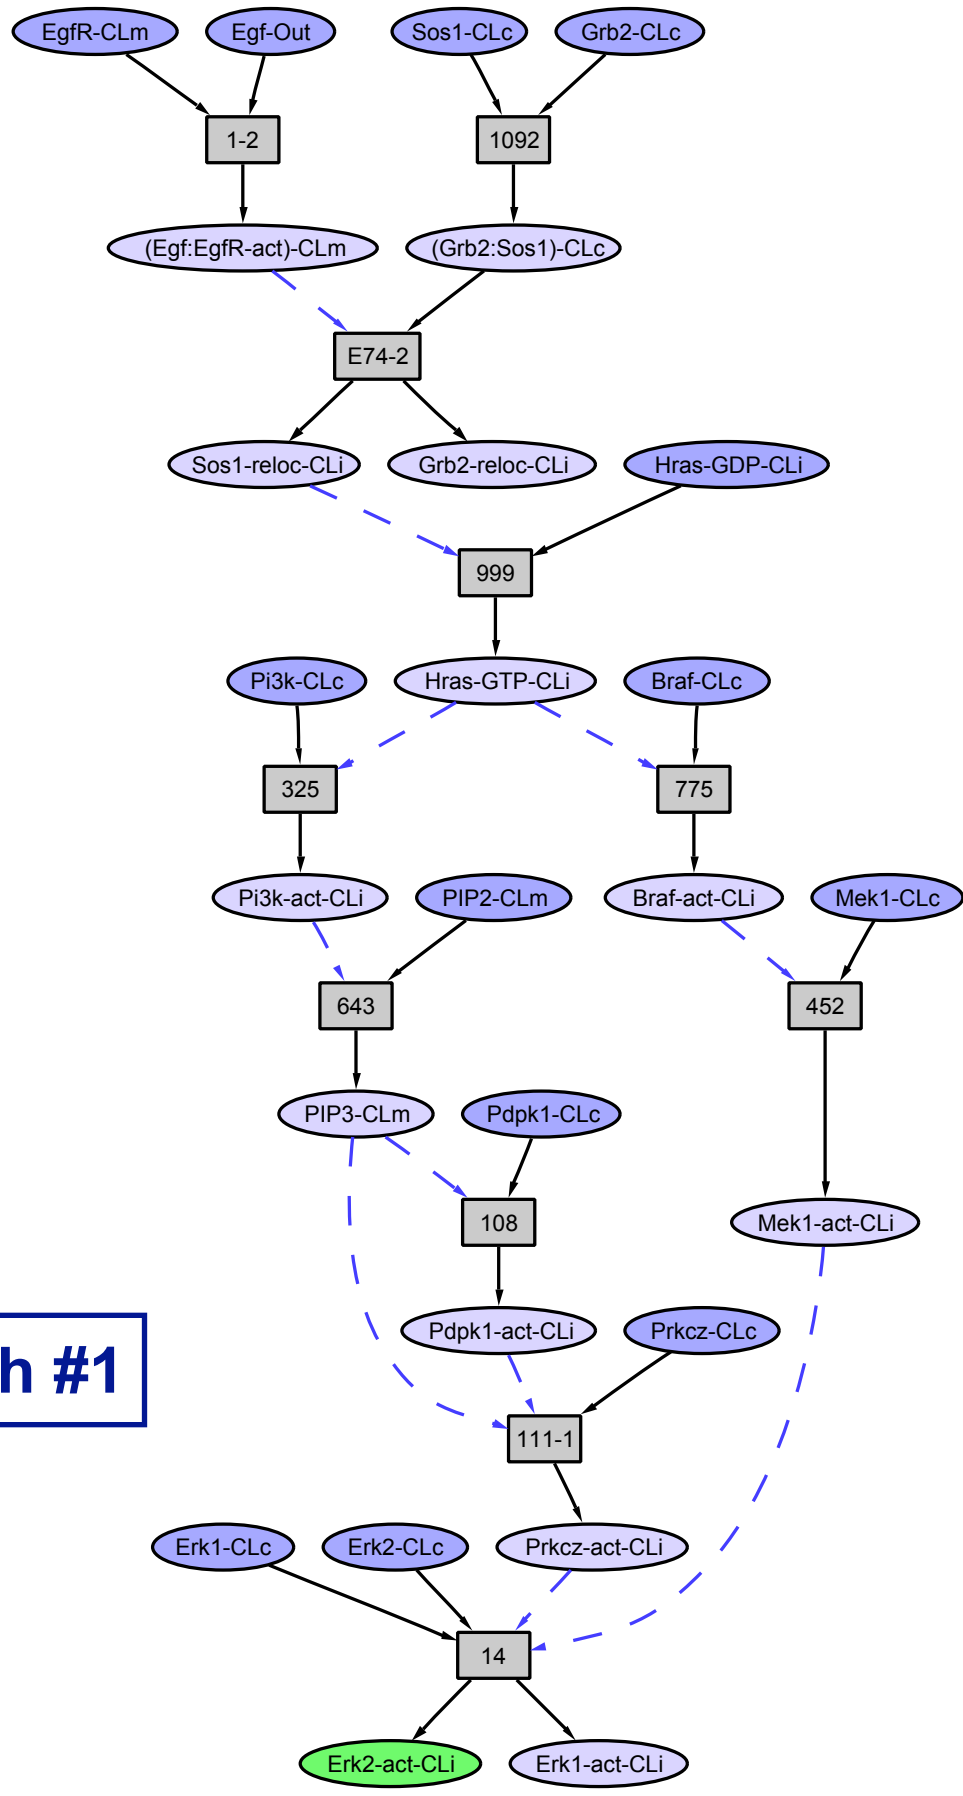 EgfR-CLm
Egf-Out
Sos1-CLc
Grb2-CLc
1-2
1092
(Egf:EgfR-act)-CLm
(Grb2:Sos1)-CLc
E74-2
Sos1-reloc-CLi
Grb2-reloc-CLi
Hras-GDP-CLi
999
Pi3k-CLc
Hras-GTP-CLi
Braf-CLc
325
775
Pi3k-act-CLi
PIP2-CLm
Braf-act-CLi
Mek1-CLc
643
452
PIP3-CLm
Pdpk1-CLc
108
Mek1-act-CLi
Pdpk1-act-CLi
Prkcz-CLc
h #1
111-1
Erk1-CLc
Erk2-CLc
Prkcz-act-CLi
14
Erk2-act-CLi
Erk1-act-CLi